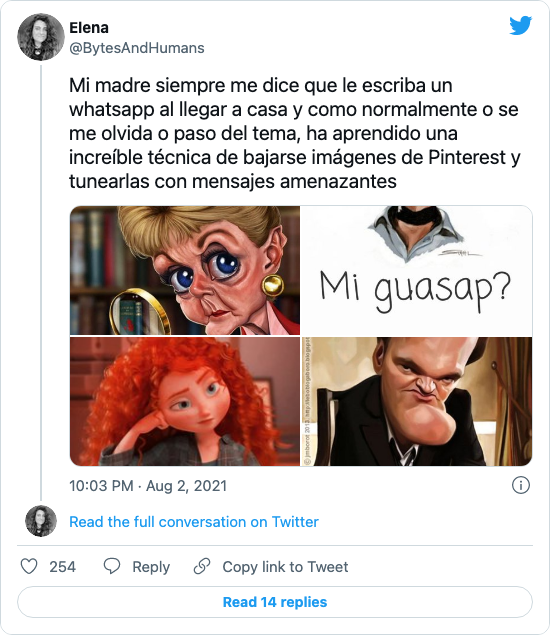 Elena
@BytesAndHumans
Mi madre siempre me dice que le escriba un
whatsapp al llegar a casa y como normalmente o se
me olvida o paso del tema, ha aprendido una
increíble técnica de bajarse imágenes de Pinterest y
tunearlas con mensajes amenazantes
Mi guasap?
10:03 PM · Aug 2, 2021
Read the full conversation on Twitter
254 Reply Copy link to Tweet
Read 14 replies